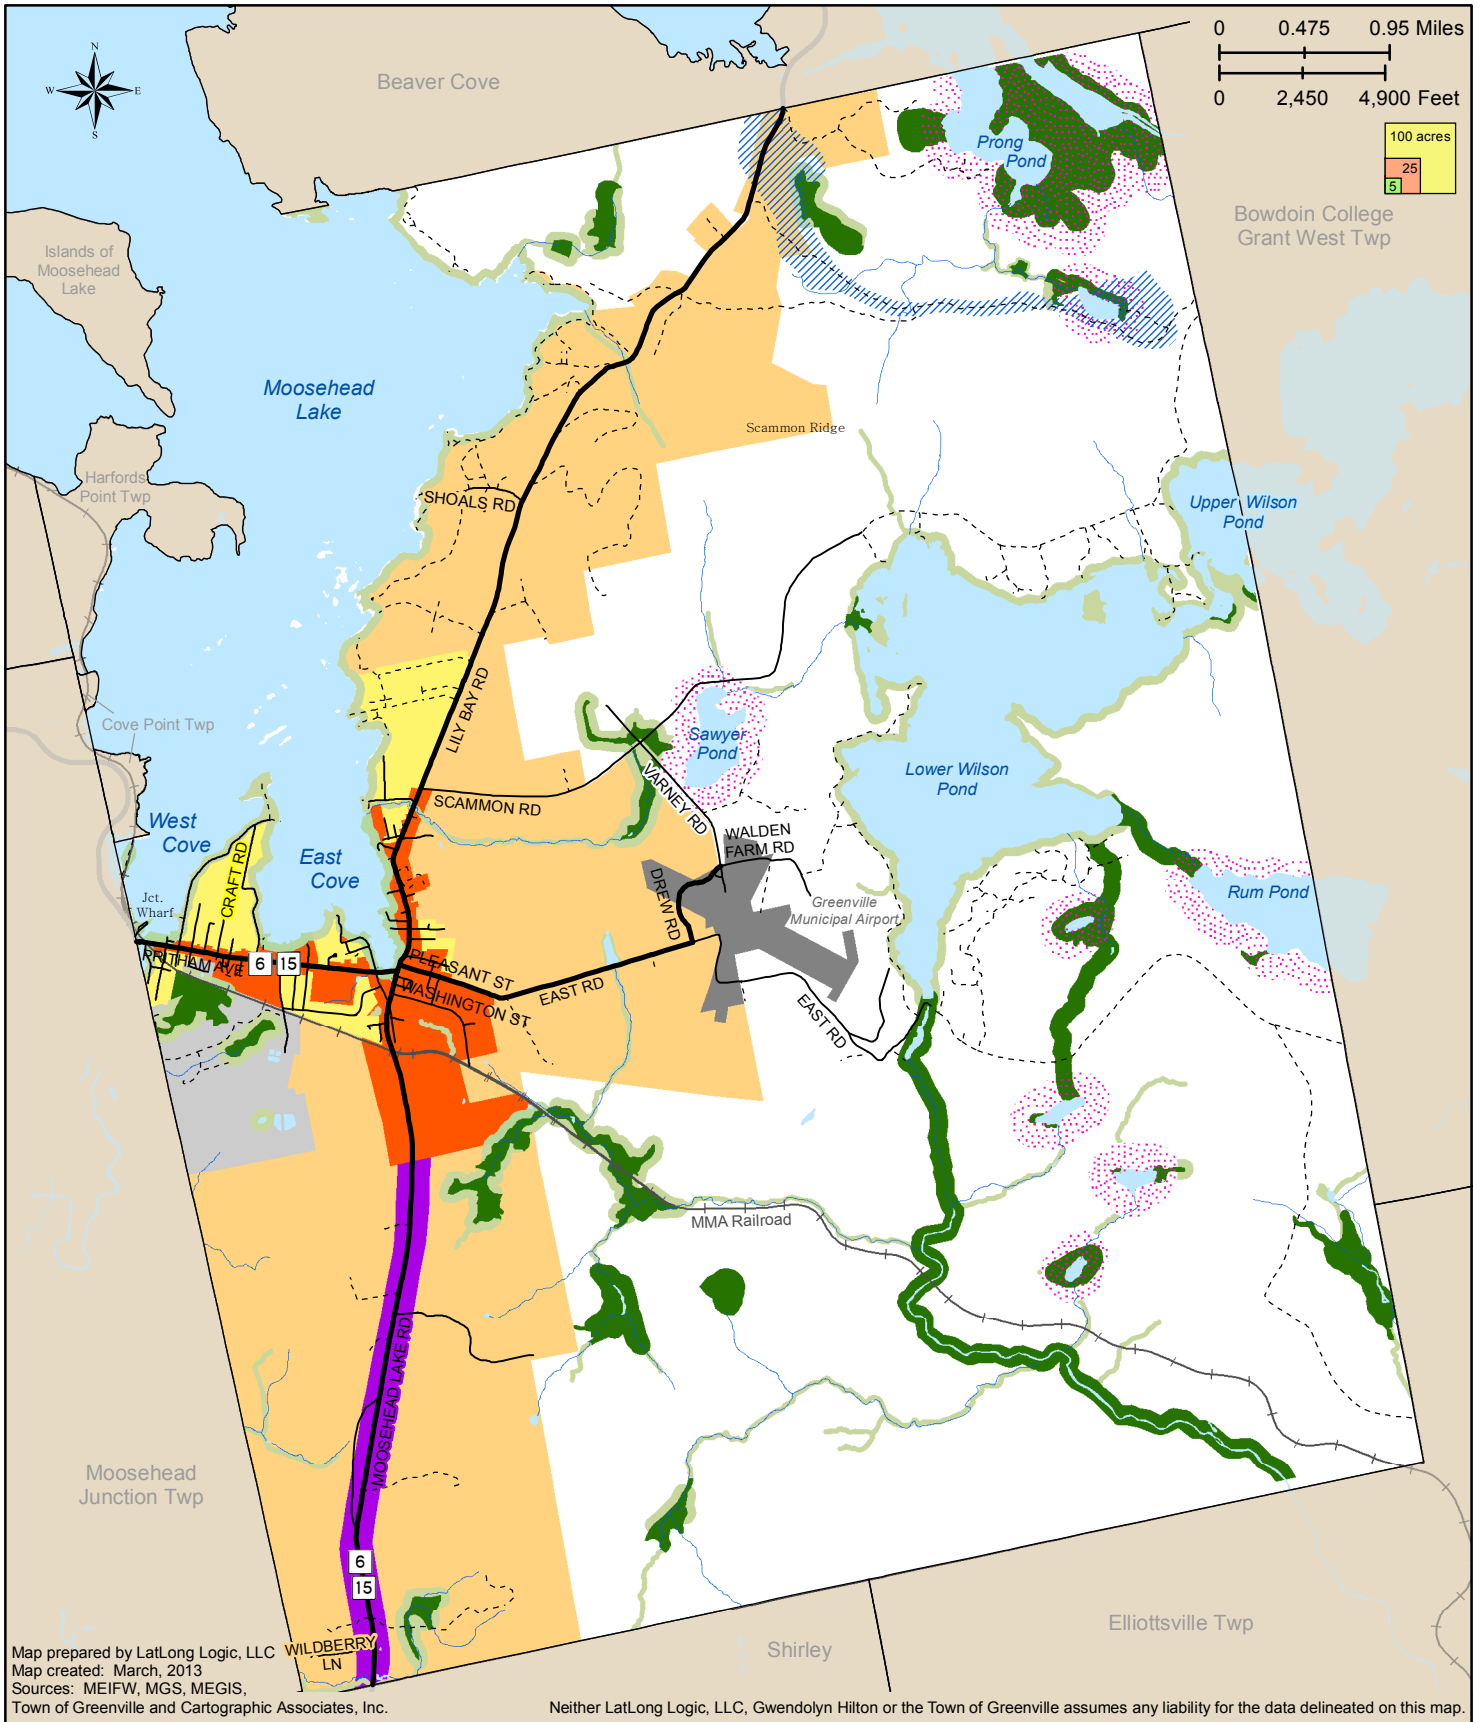 0 0.475 0.95 Miles
0 2,450 4,900 Feet
100 acres
25
5
N
W E
S
Beaver Cove
Prong
Pond
Bowdoin College
Grant West Twp
Islands of
Moosehead
Lake
Moosehead
Lake
Scammon Ridge
Harfords
Point Twp
SHOALS RD
Upper Wilson
Pond
LILY BAY RD
Cove Point Twp
Sawyer
Pond
Lower Wilson
Pond
SCAMMON RD
VARNEY RD
WALDEN
FARM RD
West
Cove
East
Cove
CRAFT RD
DREW RD
Jct.
Wharf
Greenville
Municipal Airport
Rum Pond
PRITHAM AVE
6 15
PLEASANT ST
WASHINGTON ST
EAST RD
EAST RD
MMA Railroad
MOOSEHEAD LAKE RD
Moosehead
Junction Twp
6
15
WILDBERRY
LN
Shirley
Elliottsville Twp
Map prepared by LatLong Logic, LLC
Map created: March, 2013
Sources: MEIFW, MGS, MEGIS,
Town of Greenville and Cartographic Associates, Inc.
Neither LatLong Logic, LLC, Gwendolyn Hilton or the Town of Greenville assumes any liability for the data delineated on this map.